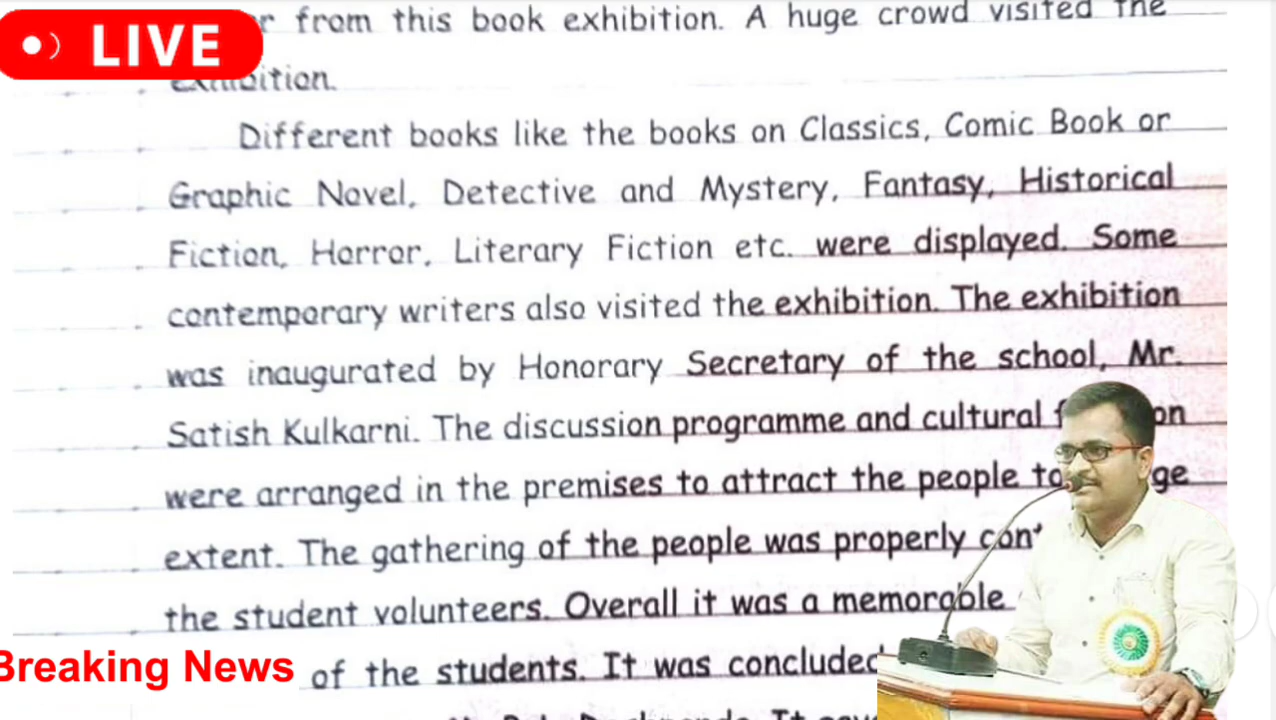 LIVE
from this book exhibition. A huge crowd visited the
exhibition.
Different books like the books on Classics, Comic Book or
Graphic Novel, Detective and Mystery, Fantasy, Historical
Fiction, Horror, Literary Fiction etc. were displayed. Some
contemporary writers also visited the exhibition. The exhibition
was inaugurated by Honorary Secretary of the school, Mr.
Satish Kulkarni. The discussion programme and cultural
were arranged in the premises to attract the people to
extent. The gathering of the people was properly
the student volunteers. Overall it was a memorable
Breaking News
of the students. It was concluded
It